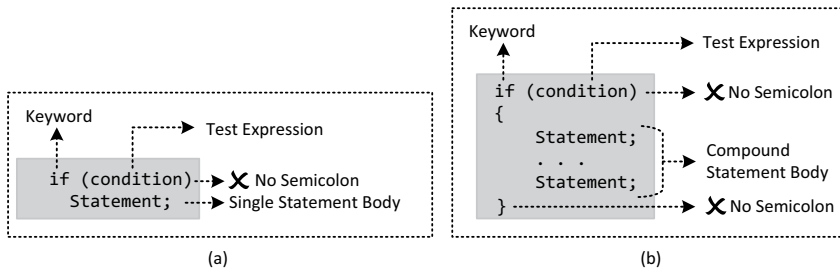 Keyword
Test Expression
if (condition)
✗ No Semicolon
Statement;
Single Statement Body
(a)
Keyword
Test Expression
if (condition)
✗ No Semicolon
{
Statement;
. . .
Statement;
Compound
Statement Body
}
✗ No Semicolon
(b)